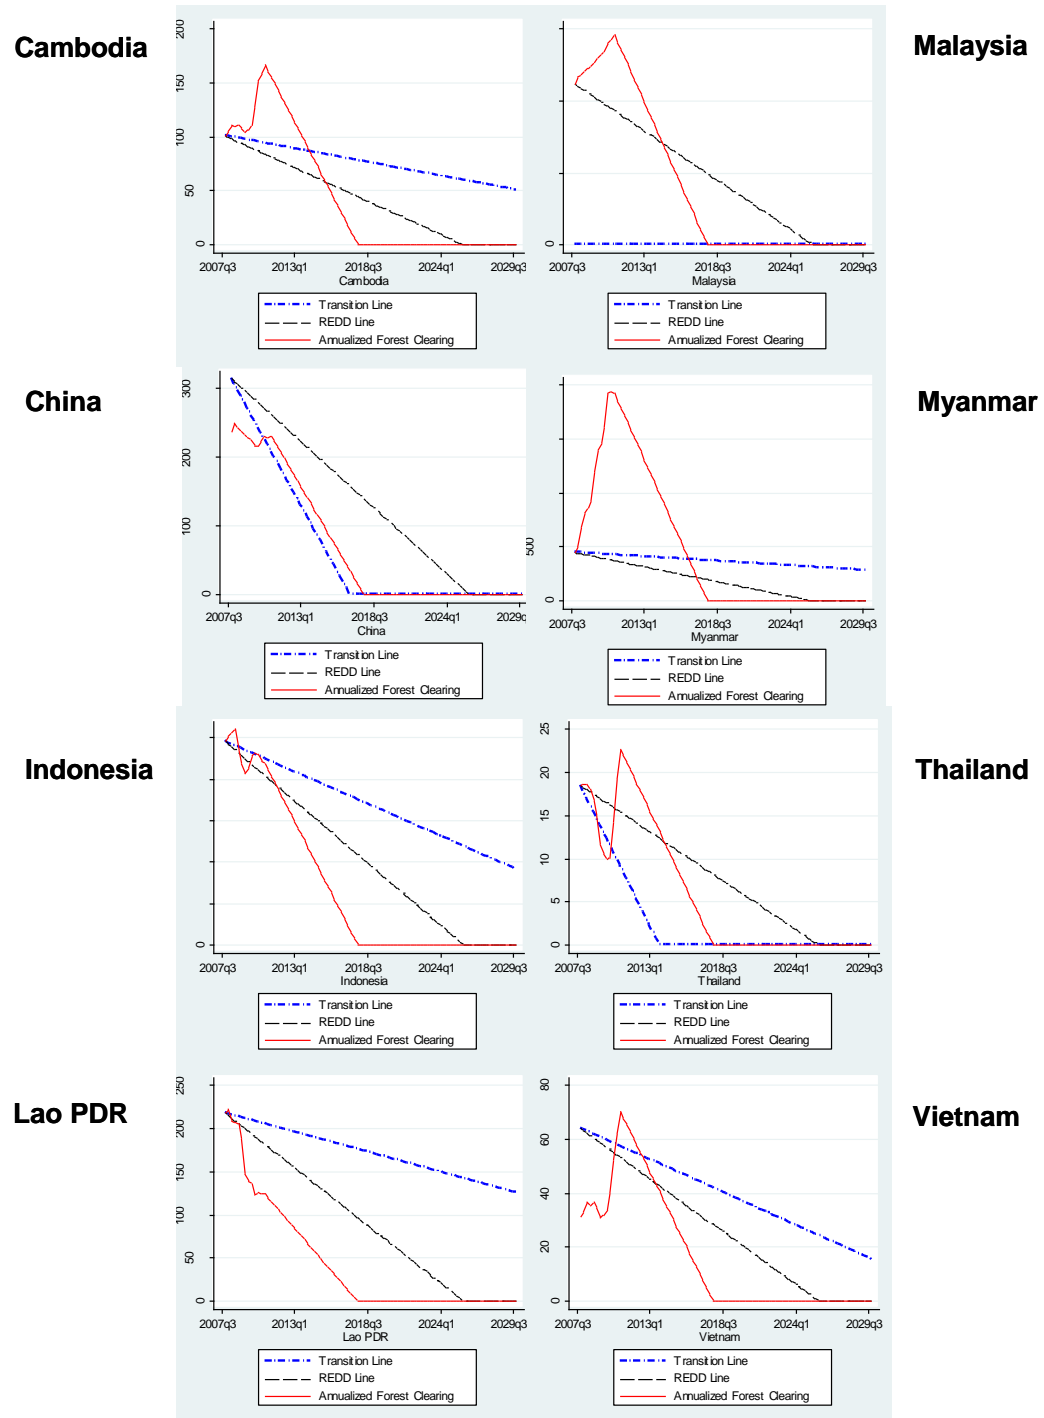 Cambodia
200
150
100
50
0
2007q3 2013q1 2018q3 2024q1 2029q3
Cambodia
Transition Line
REDD Line
Annualized Forest Clearing
Malaysia
0
2007q3 2013q1 2018q3 2024q1 2029q3
Malaysia
Transition Line
REDD Line
Annualized Forest Clearing
China
300
200
100
0
2007q3 2013q1 2018q3 2024q1 2029q
China
Transition Line
REDD Line
Annualized Forest Clearing
Myanmar
500
0
2007q3 2013q1 2018q3 2024q1 2029q3
Myanmar
Transition Line
REDD Line
Annualized Forest Clearing
Indonesia
0
2007q3 2013q1 2018q3 2024q1 2029q3
Indonesia
Transition Line
REDD Line
Annualized Forest Clearing
Thailand
25
20
15
10
5
0
2007q3 2013q1 2018q3 2024q1 2029q3
Thailand
Transition Line
REDD Line
Annualized Forest Clearing
Lao PDR
250
200
150
100
50
0
2007q3 2013q1 2018q3 2024q1 2029q3
Lao PDR
Transition Line
REDD Line
Annualized Forest Clearing
Vietnam
80
60
40
20
0
2007q3 2013q1 2018q3 2024q1 2029q3
Vietnam
Transition Line
REDD Line
Annualized Forest Clearing